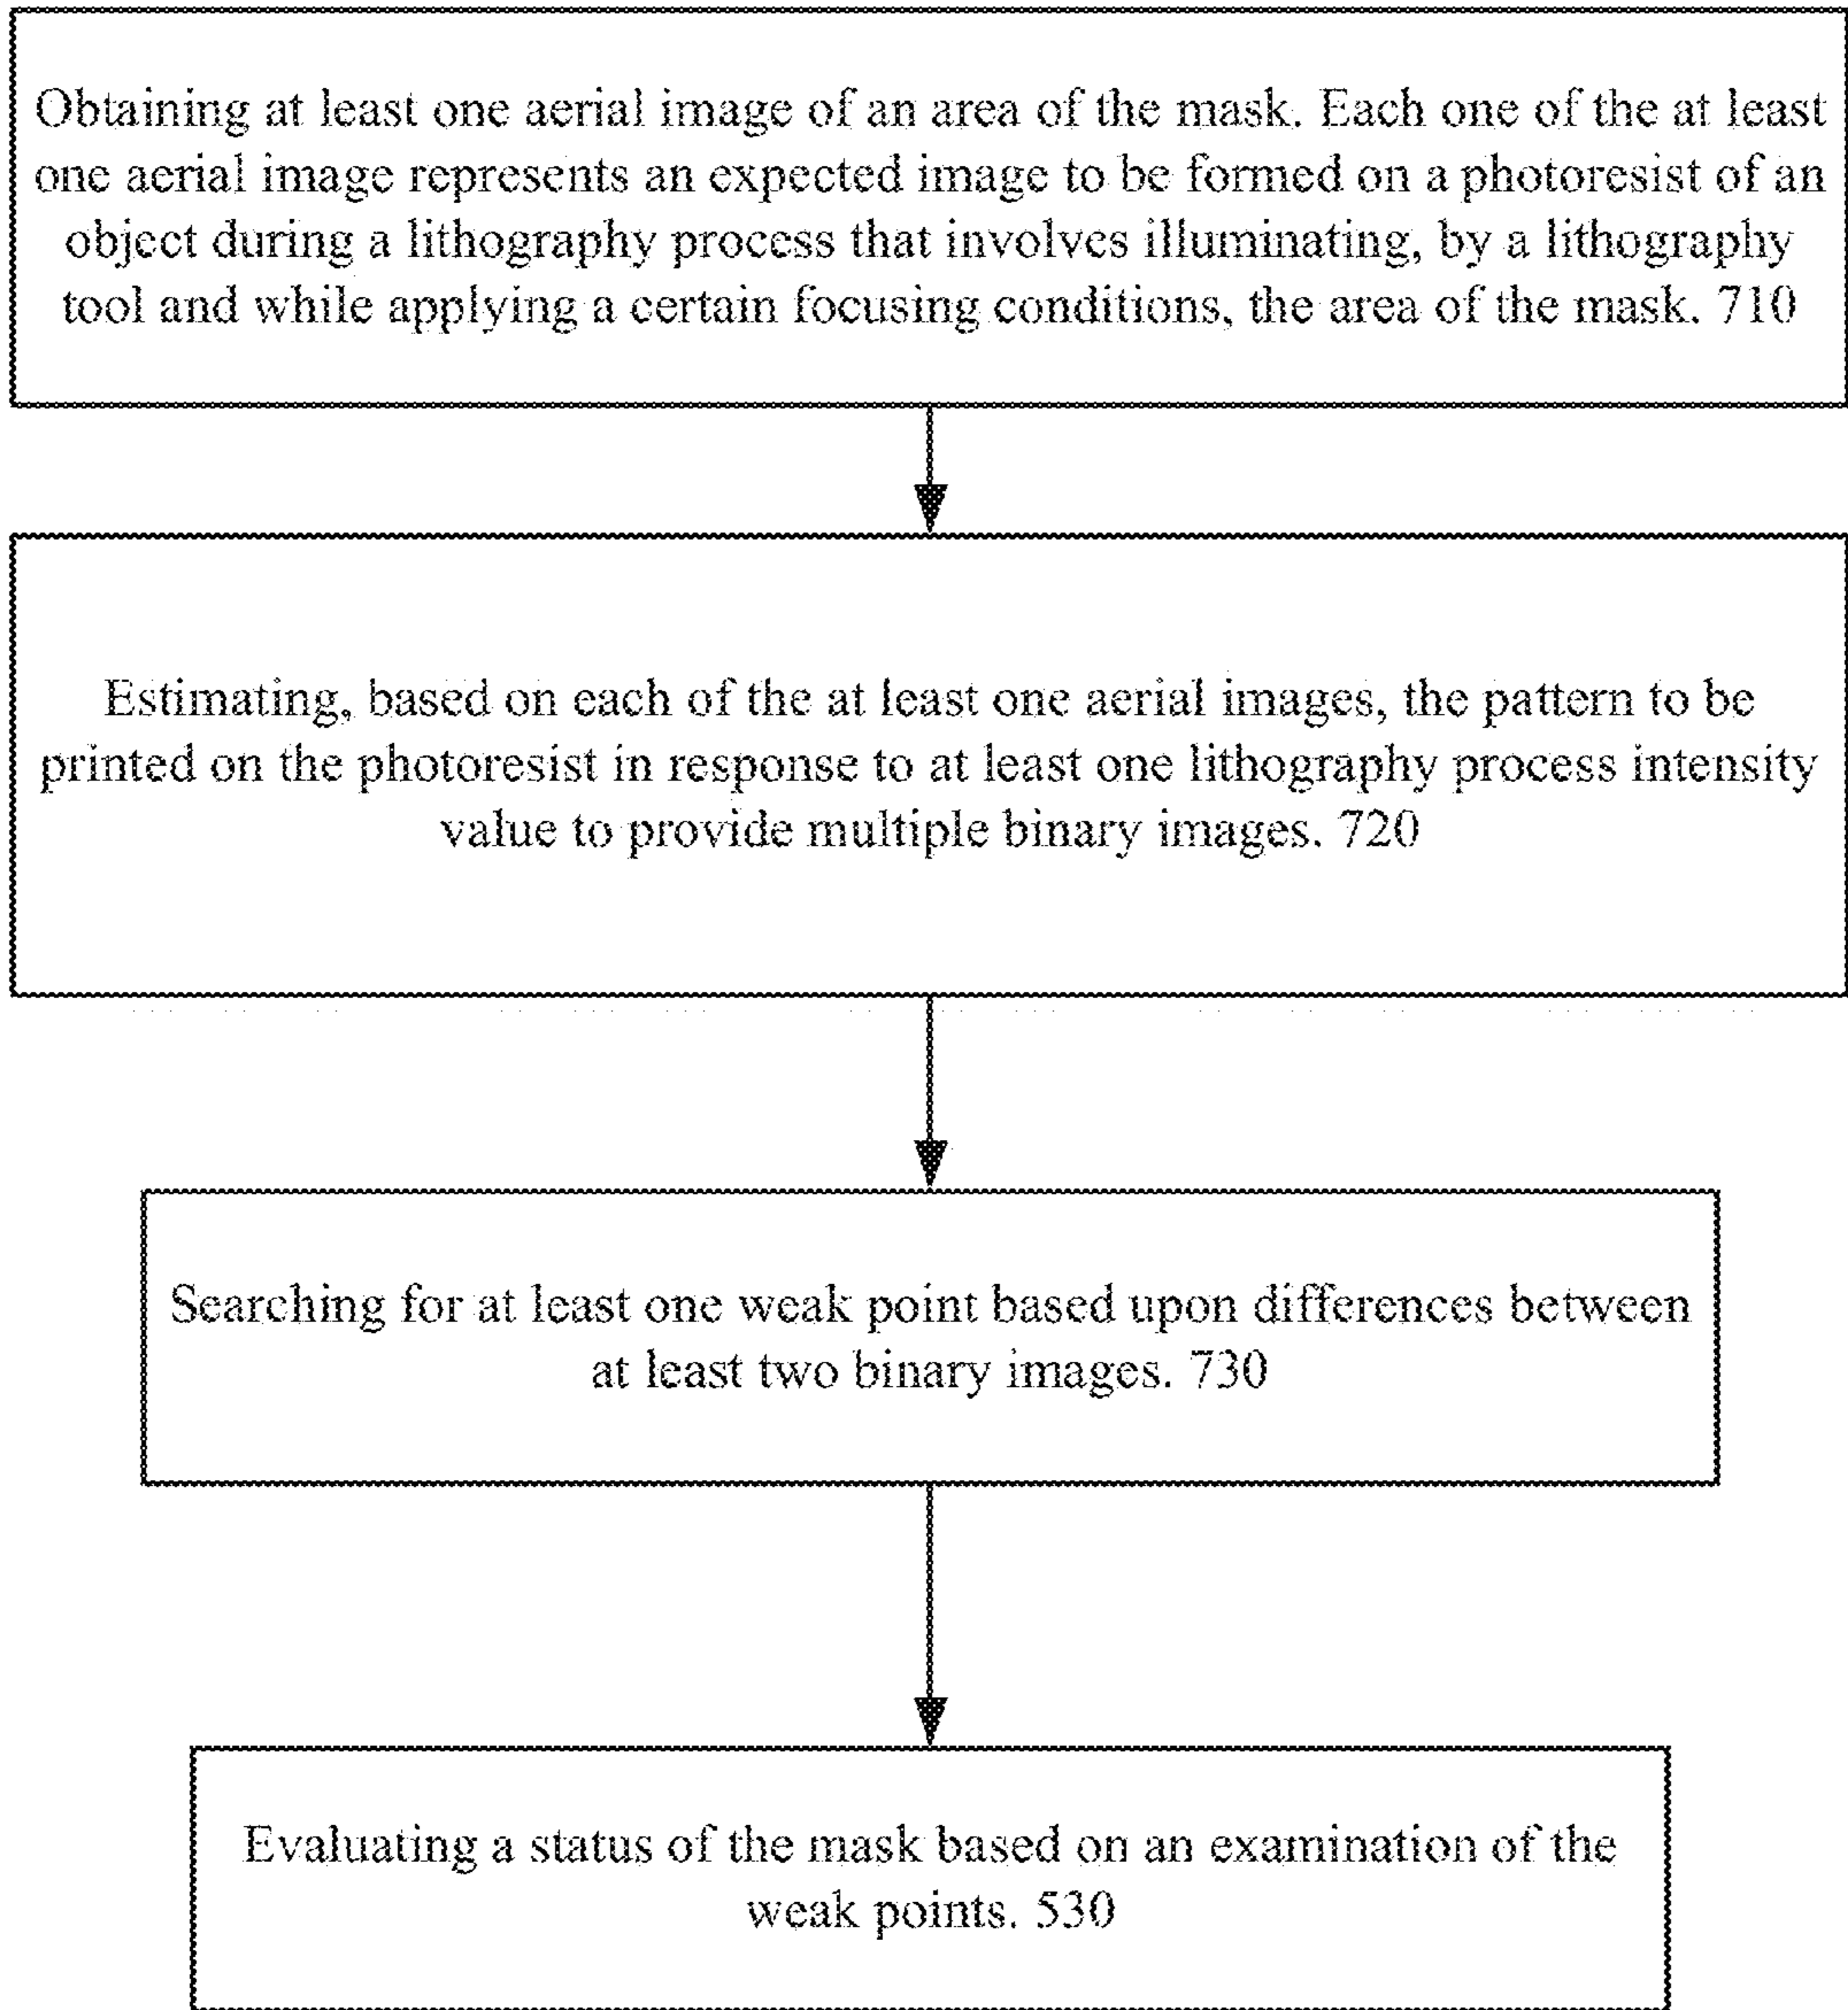 Obtaining at least one aerial image of an area of the mask. Each one of the at least
one aerial image represents an expected image to be formed on a photoresist of an
object during a lithography process that involves illuminating, by a lithography
tool and while applying a certain focusing conditions, the area of the mask. 710
Estimating, based on each of the at least one aerial images, the pattern to be
printed on the photoresist in response to at least one lithography process intensity
value to provide multiple binary images. 720
Searching for at least one weak point based upon differences between
at least two binary images. 730
Evaluating a status of the mask based on an examination of the
weak points. 530